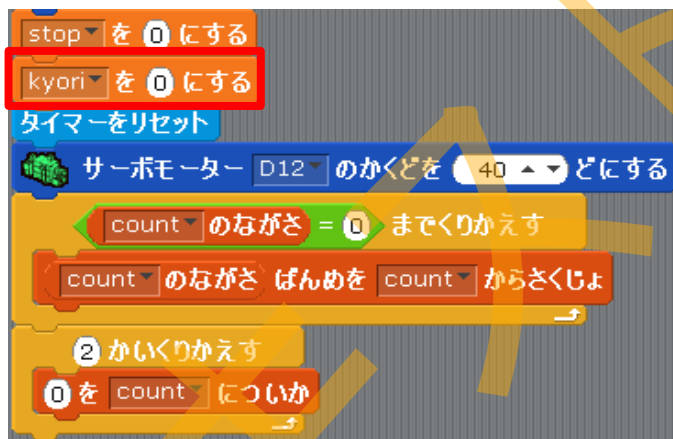 stop を 0 にする
kyori を 0 にする
タイマーをリセット
サーボモーター D12 のかくどを 40 どにする
count のながさ = 0 までくりかえす
count のながさ ばんめを count からさくじょ
2 かいくりかえす
0 を count についか